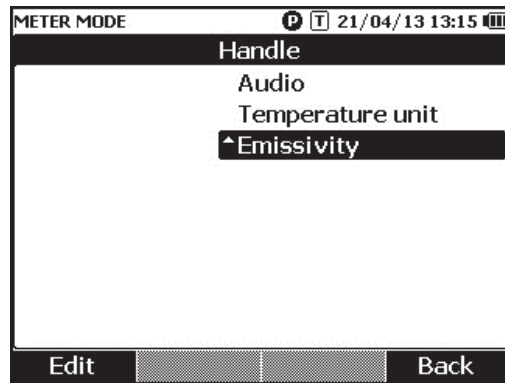 METER MODE P T 21/04/13 13:15
Handle
Audio
Temperature unit
Emissivity
Edit Back